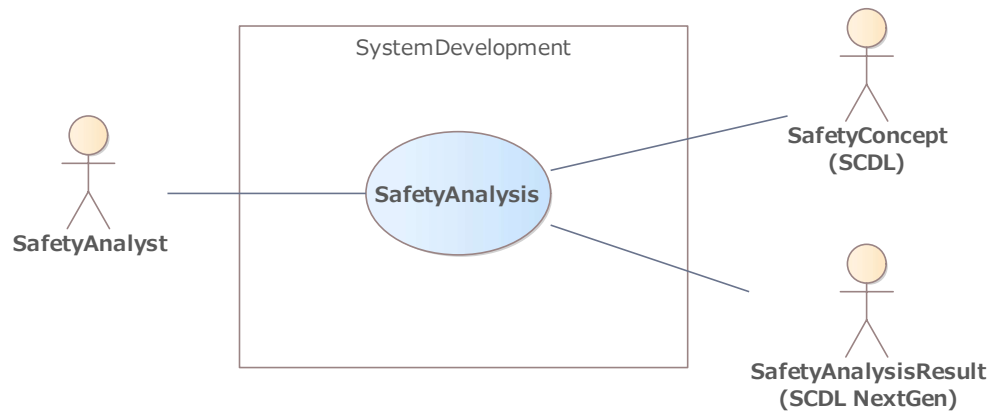 SystemDevelopment
SafetyConcept
(SCDL)
SafetyAnalysis
SafetyAnalyst
SafetyAnalysisResult
(SCDL NextGen)